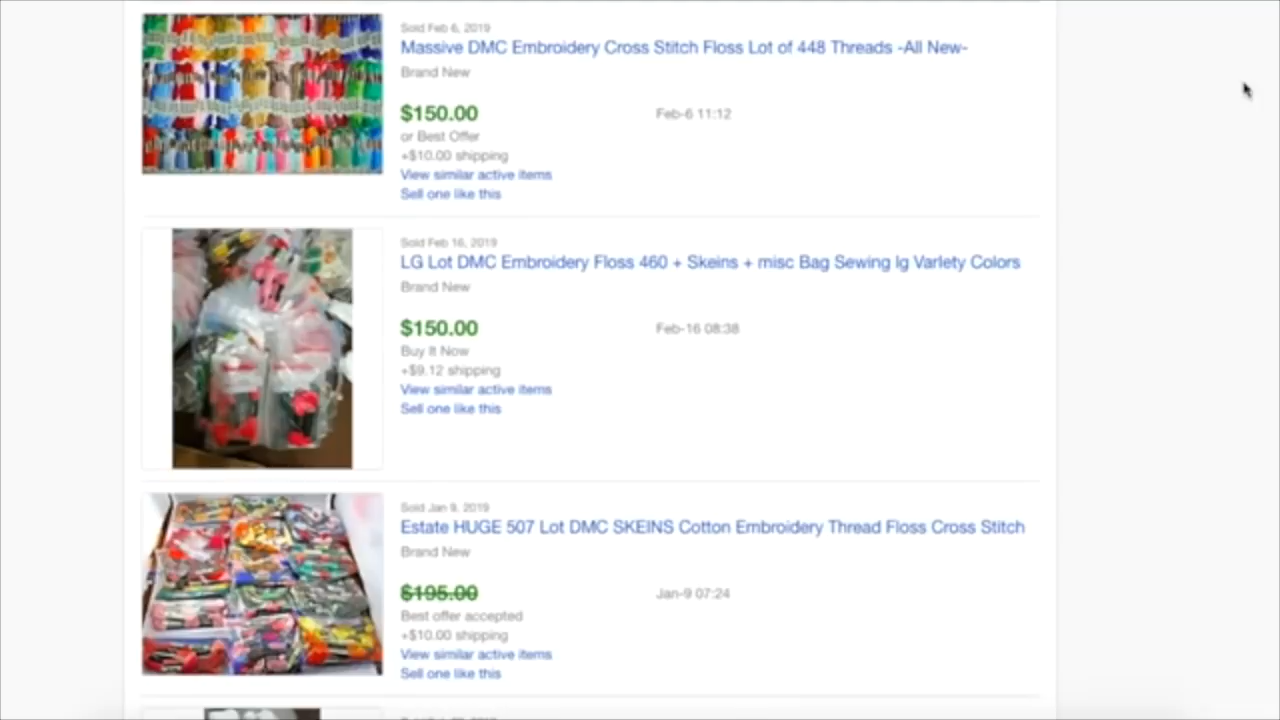 Sold Feb 6, 2019
Massive DMC Embroidery Cross Stitch Floss Lot of 448 Threads -All New-
Brand New
$150.00
Feb-6 11:12
or Best Offer
+$10.00 shipping
View similar active items
Sell one like this
Sold Feb 16, 2019
LG Lot DMC Embroidery Floss 460 + Skeins + misc Bag Sewing lg Variety Colors
Brand New
$150.00
Feb-16 08:38
Buy It Now
+$9.12 shipping
View similar active items
Sell one like this
Sold Jan 9, 2019
Estate HUGE 507 Lot DMC SKEINS Cotton Embroidery Thread Floss Cross Stitch
Brand New
$195.00
Jan-9 07:24
Best offer accepted
+$10.00 shipping
View similar active items
Sell one like this